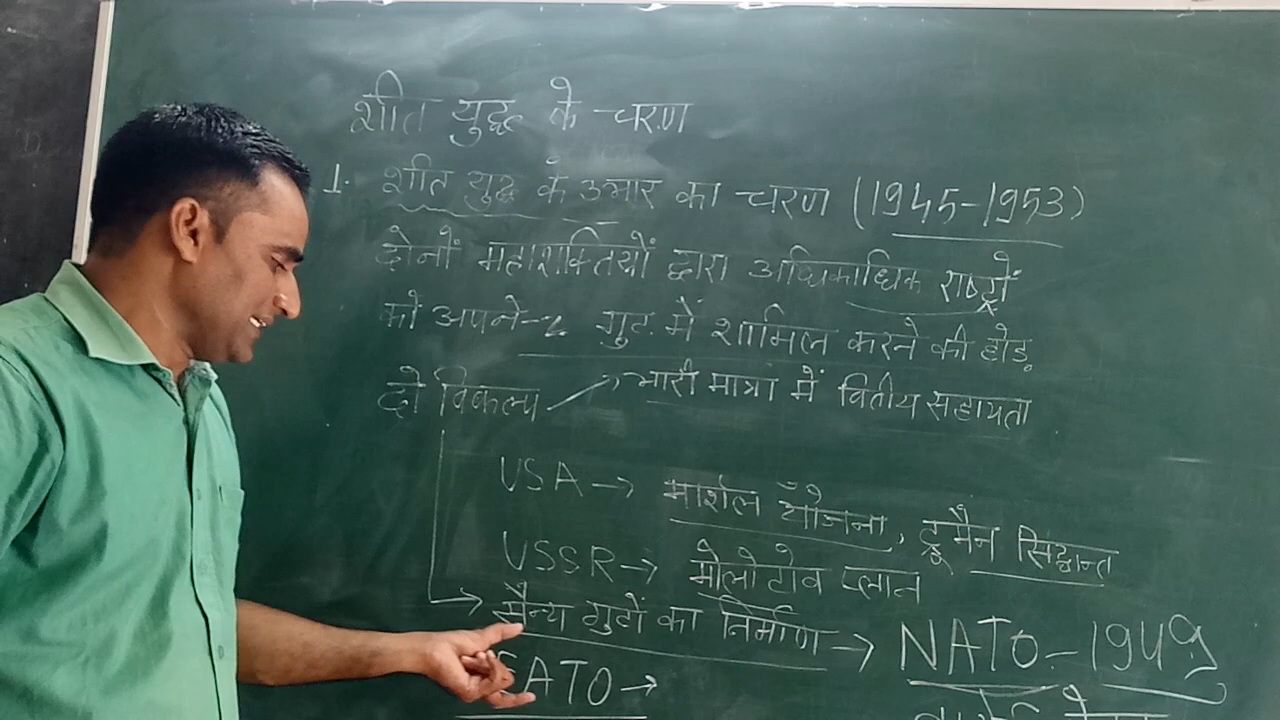 शीत युद्ध के चरण
1. शीत युद्ध के उभार का चरण (1945-1953)
दोनों महाशक्तियों द्वारा अधिकाधिक राष्ट्रों
को अपने-2 गुट में शामिल करने की होड़
दो विकल्प → भारी मात्रा में वित्तीय सहायता
USA → मार्शल योजना, ट्रूमैन सिद्धान्त
USSR → मोलोटोव प्लान
→ सैन्य गुटों का निर्माण → NATO - 1949
ATO →